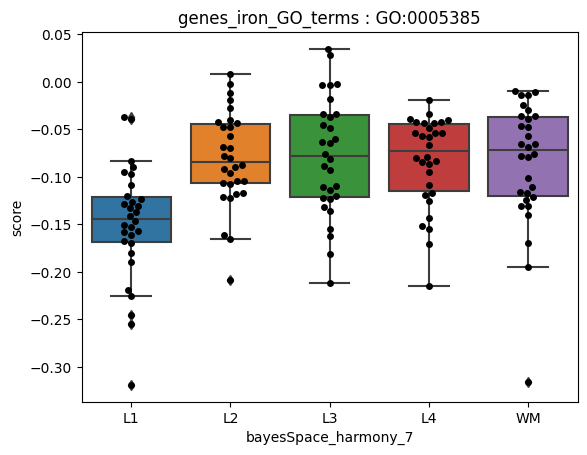 genes_iron_GO_terms : GO:0005385
score
0.05
0.00
−0.05
−0.10
−0.15
−0.20
−0.25
−0.30
L1 L2 L3 L4 WM
bayesSpace_harmony_7